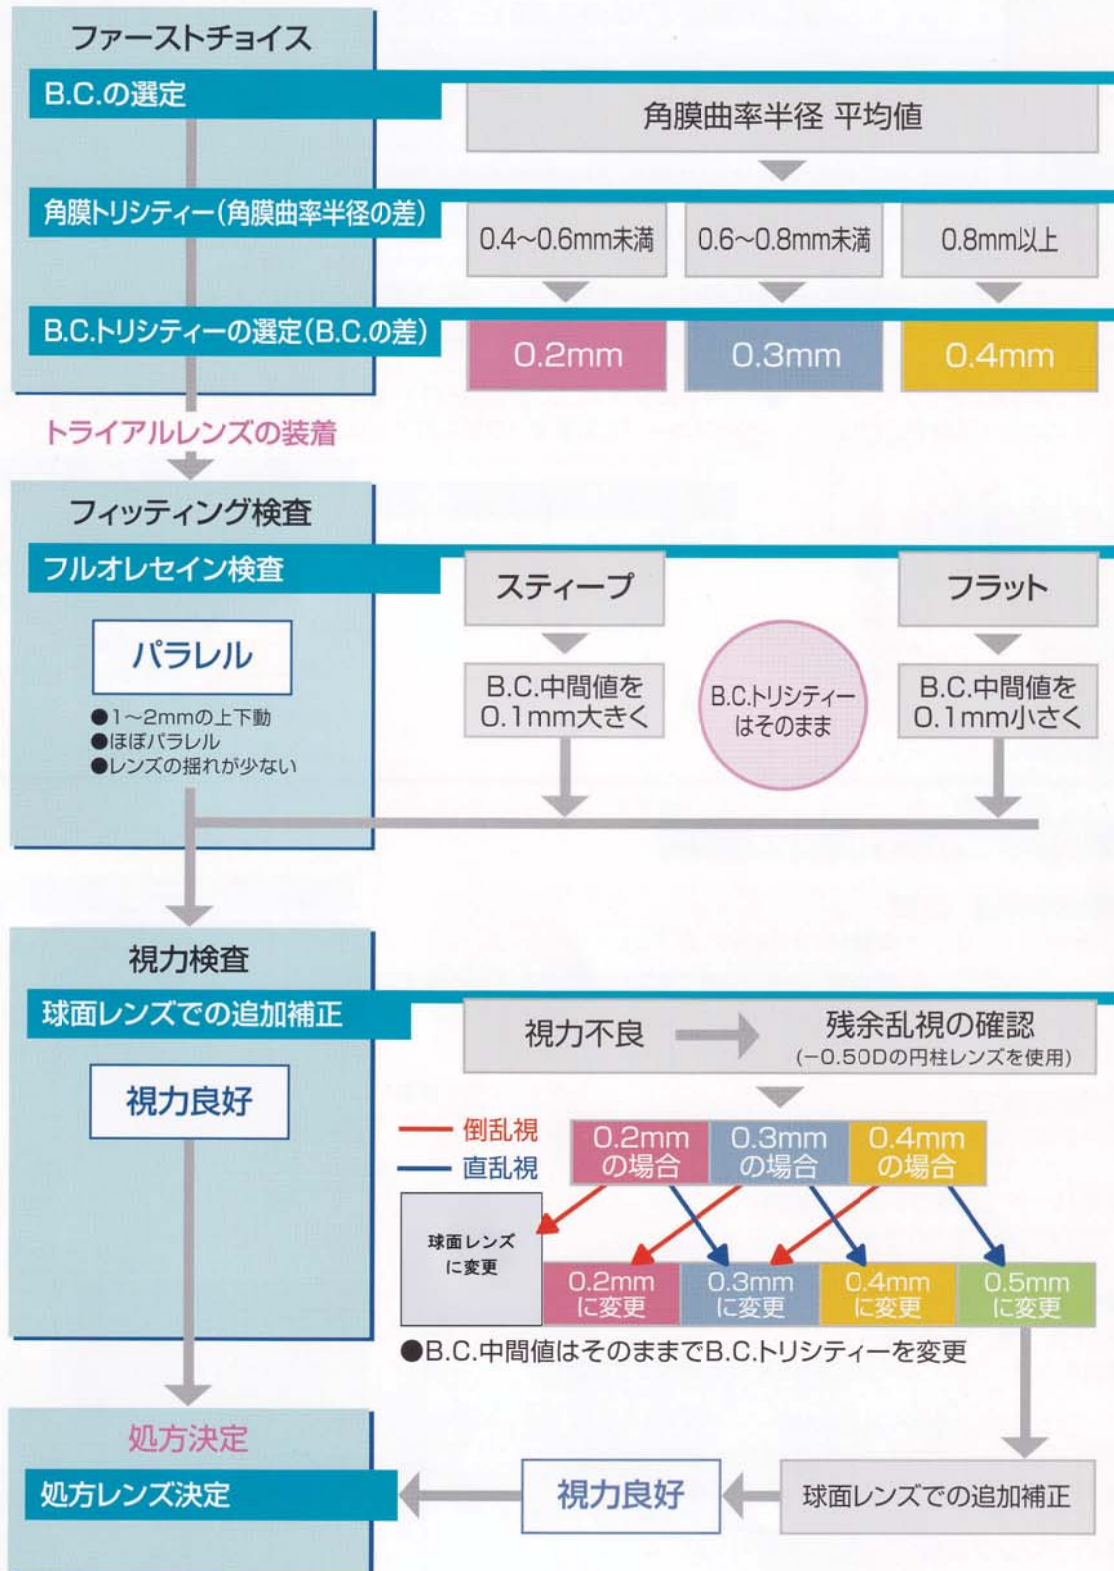 ファーストチョイス
B.C.の選定
角膜曲率半径 平均値
角膜トリシティー(角膜曲率半径の差)
0.4〜0.6mm未満
0.6〜0.8mm未満
0.8mm以上
B.C.トリシティーの選定(B.C.の差)
0.2mm
0.3mm
0.4mm
トライアルレンズの装着
フィッティング検査
フルオレセイン検査
パラレル
●1〜2mmの上下動
●ほぼパラレル
●レンズの揺れが少ない
スティープ
B.C.中間値を
0.1mm大きく
B.C.トリシティー
はそのまま
フラット
B.C.中間値を
0.1mm小さく
視力検査
球面レンズでの追加補正
視力良好
視力不良
残余乱視の確認
(−0.50Dの円柱レンズを使用)
倒乱視
直乱視
0.2mm
の場合
0.3mm
の場合
0.4mm
の場合
球面レンズ
に変更
0.2mm
に変更
0.3mm
に変更
0.4mm
に変更
0.5mm
に変更
●B.C.中間値はそのままでB.C.トリシティーを変更
処方決定
処方レンズ決定
視力良好
球面レンズでの追加補正